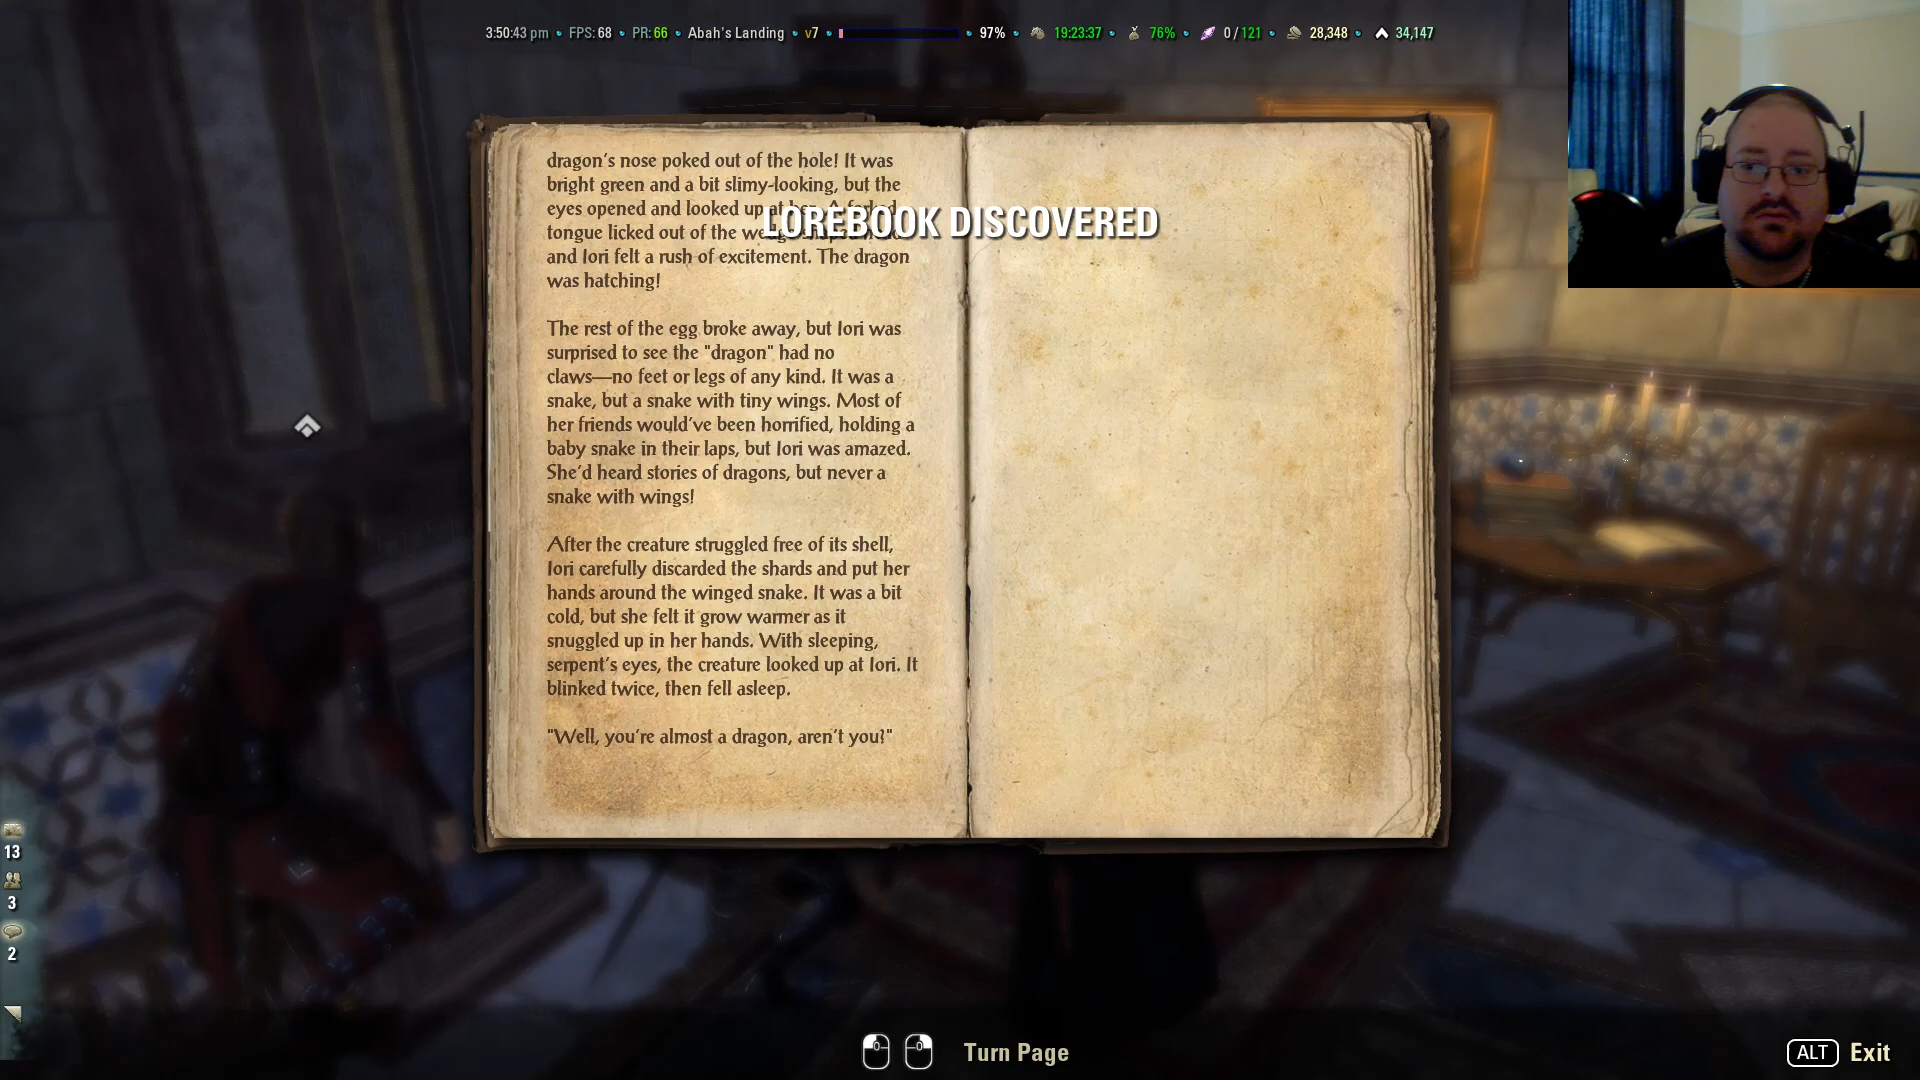 3:50:43 pm • FPS: 68 • PR: 66 • Abah's Landing • v7 • 97% • 19:23:37 • 76% • 0/121 • 28,348 • 34,147
dragon's nose poked out of the hole! It was
bright green and a bit slimy-looking, but the
eyes opened and looked up at
LOREBOOK DISCOVERED
tongue licked out of the
and Iori felt a rush of excitement. The dragon
was hatching!
The rest of the egg broke away, but Iori was
surprised to see the "dragon" had no
claws—no feet or legs of any kind. It was a
snake, but a snake with tiny wings. Most of
her friends would've been horrified, holding a
baby snake in their laps, but Iori was amazed.
She'd heard stories of dragons, but never a
snake with wings!
After the creature struggled free of its shell,
Iori carefully discarded the shards and put her
hands around the winged snake. It was a bit
cold, but she felt it grow warmer as it
snuggled up in her hands. With sleeping,
serpent's eyes, the creature looked up at Iori. It
blinked twice, then fell asleep.
"Well, you're almost a dragon, aren't you?"
13
3
2
Turn Page
ALT Exit